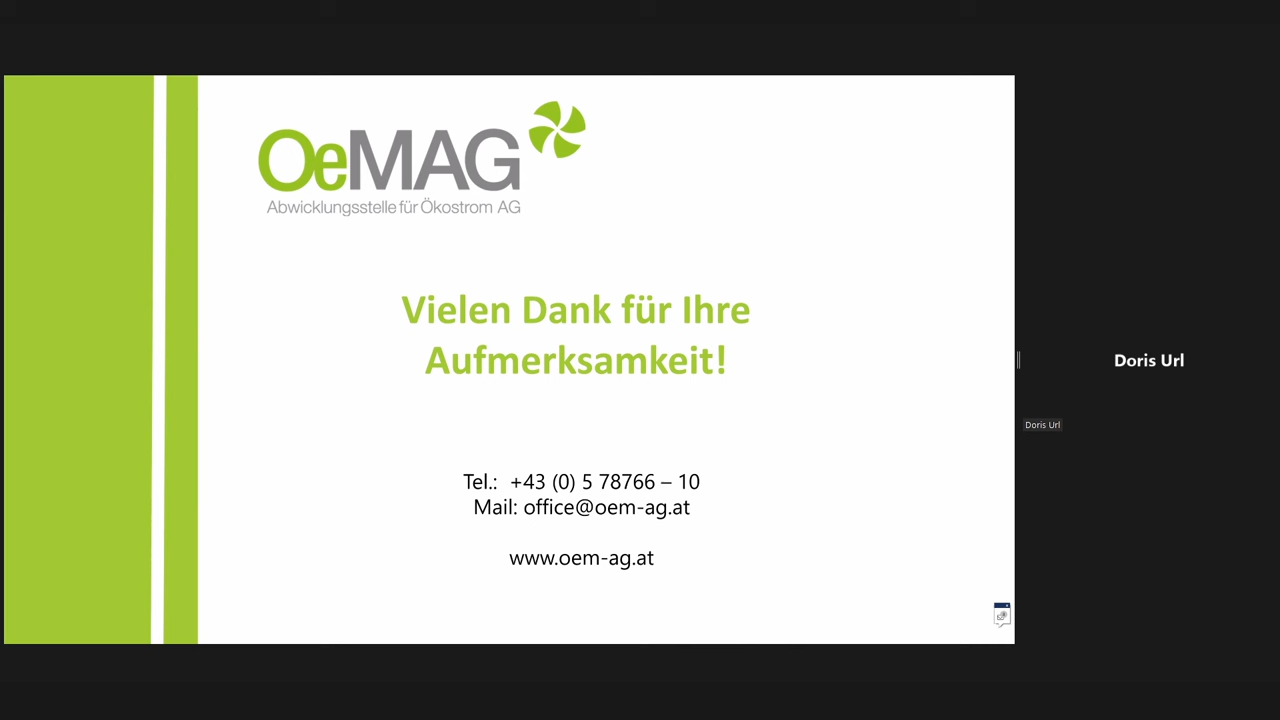 OeMAG
Abwicklungsstelle für Ökostrom AG
Vielen Dank für Ihre
Aufmerksamkeit!
Tel.: +43 (0) 5 78766 – 10
Mail: office@oem-ag.at
www.oem-ag.at
Doris Url
Doris Url